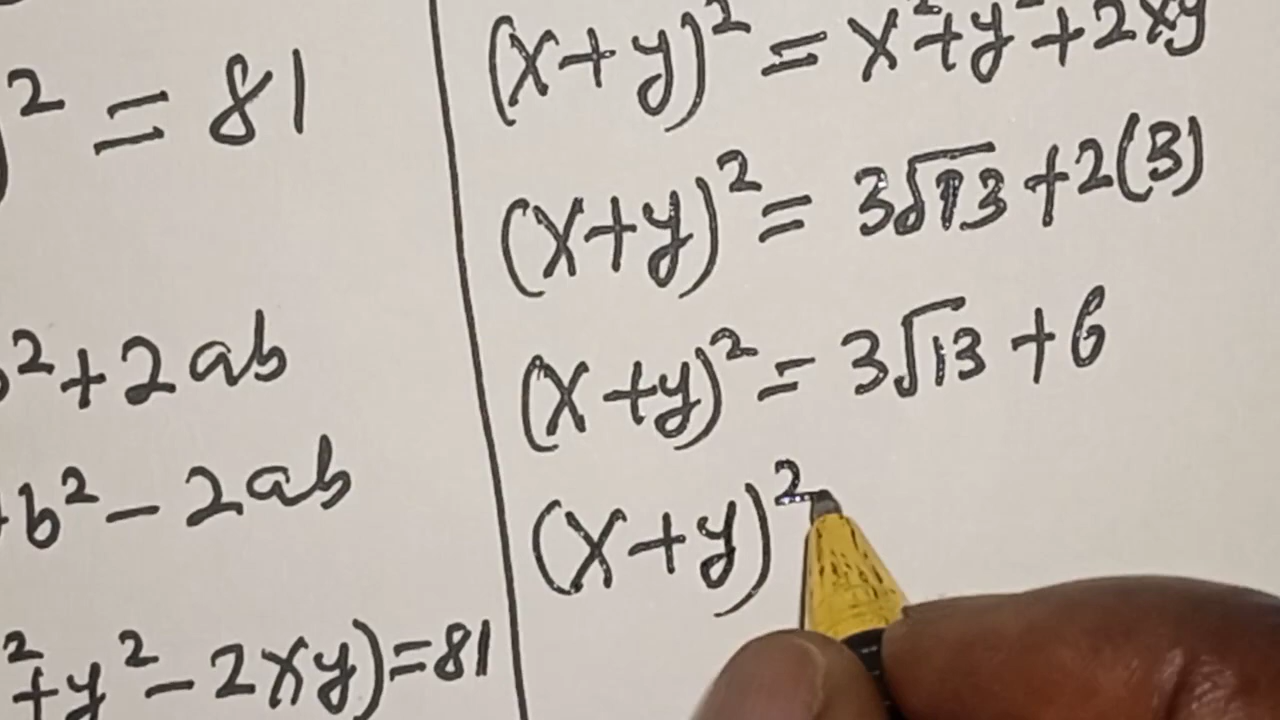 )² = 81
b² + 2ab
+b² - 2ab
²+y² - 2xy) = 81
(x+y)² = x²+y²+2xy
(x+y)² = 3√13 + 2(3)
(x+y)² = 3√13 + 6
(x+y)²